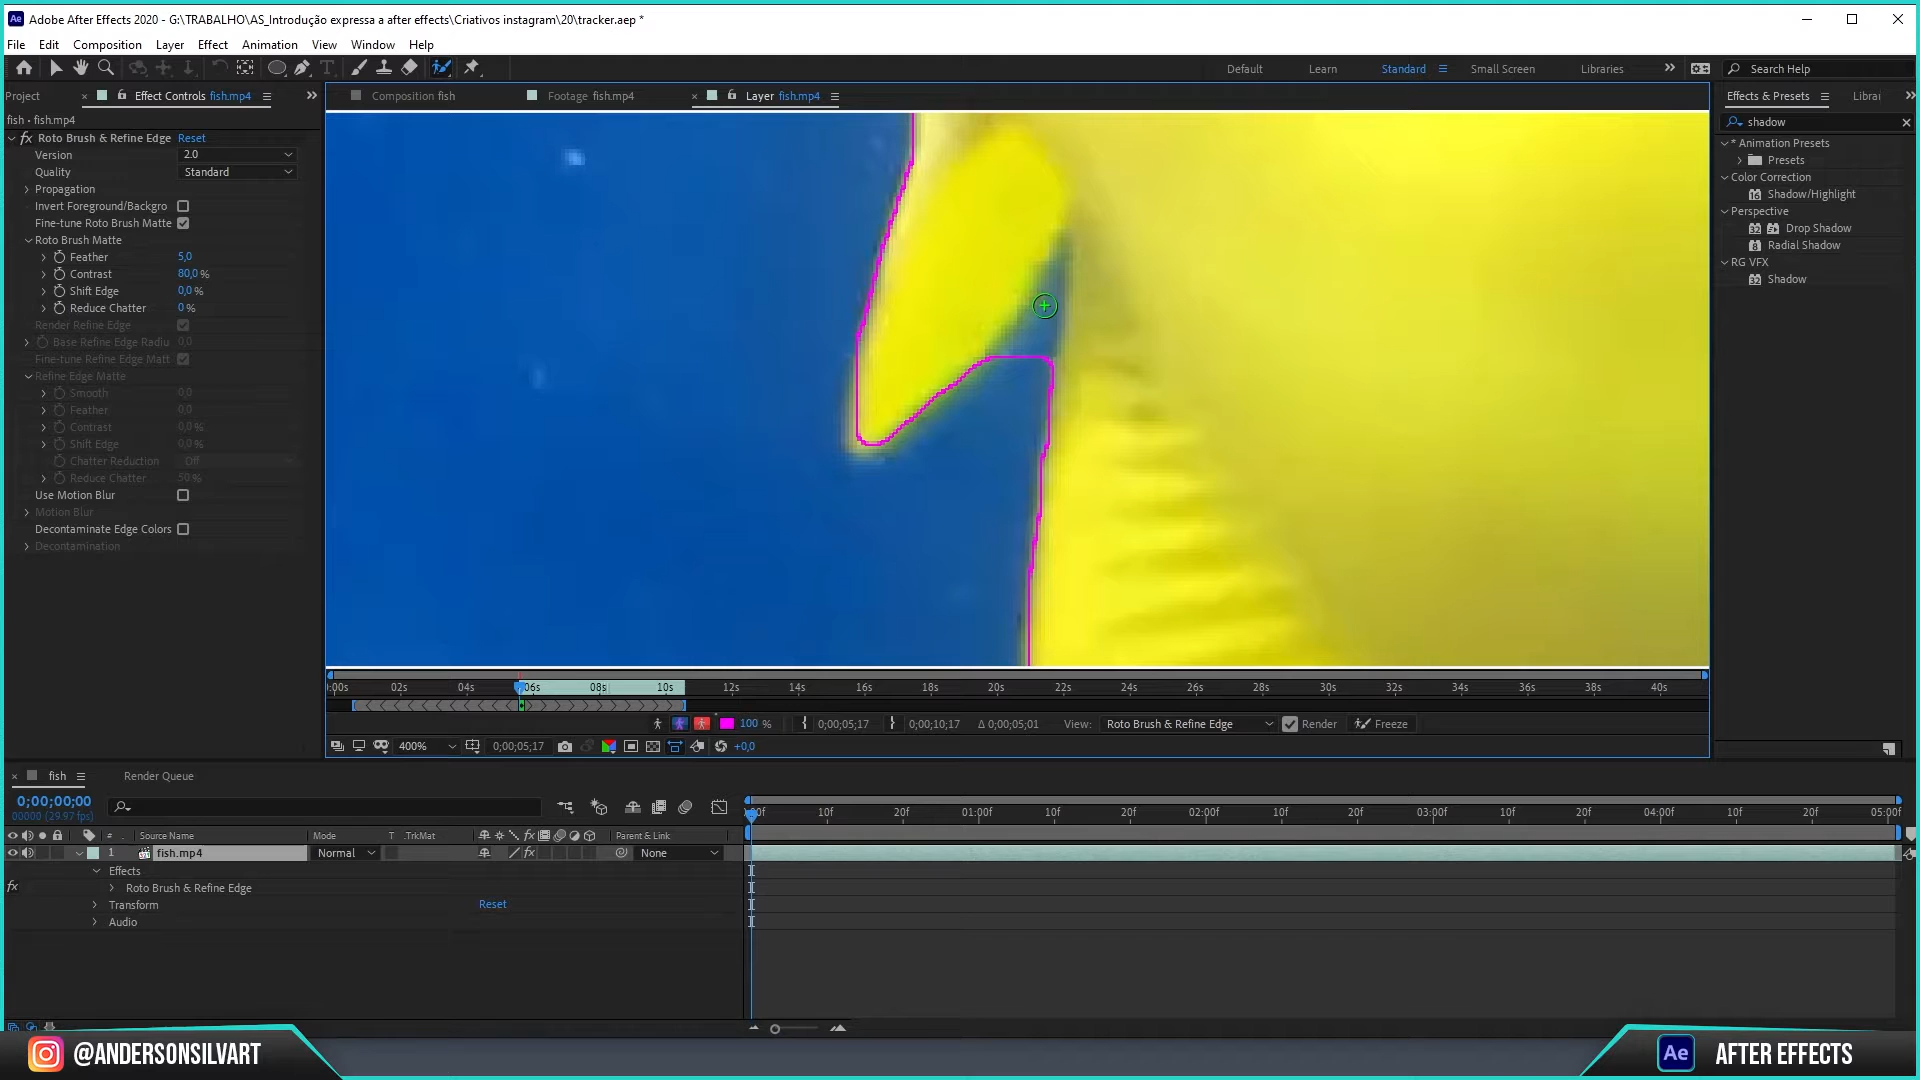 Adobe After Effects 2020 - G:\TRABALHO\AS_Introdução expressa a after effects\Criativos instagram\20\tracker.aep *
File Edit Composition Layer Effect Animation View Window Help
Default Learn Standard Small Screen Libraries Search Help
Project Effect Controls fish.mp4
Composition fish Footage fish.mp4 Layer fish.mp4
Effects & Presets Librai
fish • fish.mp4
shadow
fx Roto Brush & Refine Edge Reset
Version 2.0
Quality Standard
Propagation
Invert Foreground/Backgro
Fine-tune Roto Brush Matte
Roto Brush Matte
Feather 5,0
Contrast 80,0 %
Shift Edge 0,0 %
Reduce Chatter 0 %
Render Refine Edge
Base Refine Edge Radiu 0,0
Fine-tune Refine Edge Matt
Refine Edge Matte
Smooth 0,0
Feather 0,0
Contrast 0,0 %
Shift Edge 0,0 %
Chatter Reduction Off
Reduce Chatter 50 %
Use Motion Blur
Motion Blur
Decontaminate Edge Colors
Decontamination
* Animation Presets
Presets
Color Correction
Shadow/Highlight
Perspective
Drop Shadow
Radial Shadow
RG VFX
Shadow
:00s 02s 04s 06s 08s 10s 12s 14s 16s 18s 20s 22s 24s 26s 28s 30s 32s 34s 36s 38s 40s
100 % 0;00;05;17 0;00;10;17 Δ 0;00;05;01 View: Roto Brush & Refine Edge Render Freeze
400% 0;00;05;17 +0,0
fish Render Queue
0;00;00;00
00000 (29.97 fps)
:00f 10f 20f 01:00f 10f 20f 02:00f 10f 20f 03:00f 10f 20f 04:00f 10f 20f 05:00f
# Source Name Mode T .TrkMat fx Parent & Link
1 fish.mp4 Normal fx None
Effects
fx Roto Brush & Refine Edge
Transform Reset
Audio
@ANDERSONSILVART
Ae AFTER EFFECTS